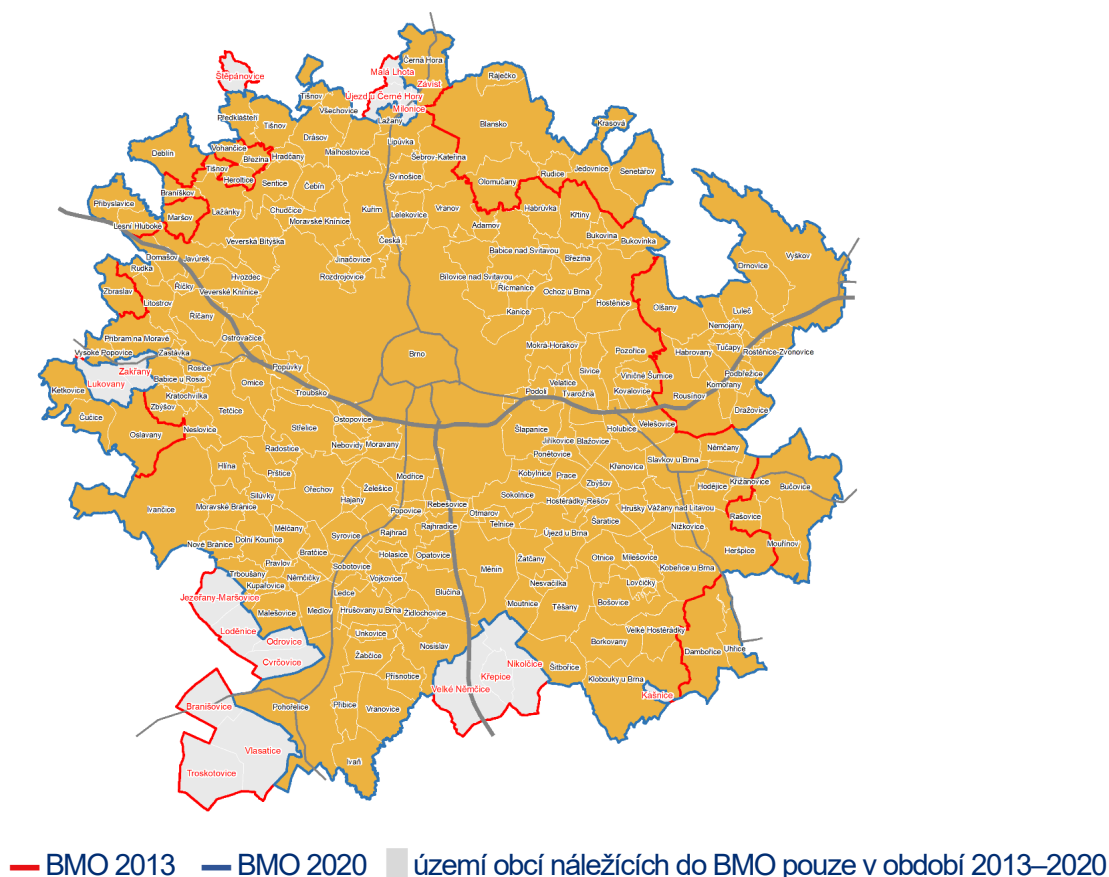 Černá Hora
Malá Lhota
Ráječko
Štěpánovice
Závist
Újezd u Černé Hory
Tišnov
Milonice
Všechovice
Předklášteří
Lažany
Blansko
Krasová
Tišnov
Drásov
Lipůvka
Vohančice
Malhostovice
Šebrov-Kateřina
Deblín
Březina
Hradčany
Jedovnice
Tišnov
Rudice
Senetářov
Heroltice
Sentice
Čebín
Svinošice
Olomučany
Braníškov
Přibyslavice
Maršov
Lažánky
Chudčice
Kuřim
Lelekovice
Vranov
Habrůvka
Křtiny
Lesní Hluboké
Moravské Knínice
Adamov
Bukovina
Veverská Bítýška
Česká
Bukovinka
Domašov
Javůrek
Jinačovice
Babice nad Svitavou
Březina
Vyškov
Rudka
Hvozdec
Rozdrojovice
Bílovice nad Svitavou
Drnovice
Říčky
Veverské Knínice
Řícmanice
Ochoz u Brna
Zbraslav
Litostrov
Hostěnice
Olšany
Říčany
Kanice
Luleč
Nemojany
Příbram na Moravě
Ostrovačice
Mokrá-Horákov
Tučapy
Vysoké Popovice
Zastávka
Brno
Pozořice
Habrovany
Rostěnice-Zvonovice
Zakřany
Rosice
Popůvky
Sivice
Podbřežice
Lukovany
Babice u Rosic
Omice
Velatice
Viničné Šumice
Komořany
Ketkovice
Kratochvilka
Troubsko
Podolí
Tvarožná
Kovalovice
Rousínov
Zbýšov
Tetčice
Ostopovice
Dražovice
Čučice
Neslovice
Střelice
Šlapanice
Holubice
Velešovice
Oslavany
Nebovidy
Moravany
Jiříkovice
Blažovice
Radostice
Ponětovice
Němčany
Hlína
Prštice
Modřice
Kobylnice
Prace
Zbýšov
Křenovice
Slavkov u Brna
Ořechov
Želešice
Hodějice
Křižanovice
Bučovice
Silůvky
Hajany
Sokolnice
Hostěrádky-Rešov
Ivančice
Moravské Bránice
Popovice
Rebešovice
Otmarov
Hrušky
Vážany nad Litavou
Rašovice
Mělčany
Rajhradice
Telnice
Šaratice
Nížkovice
Nové Bránice
Dolní Kounice
Syrovice
Rajhrad
Újezd u Brna
Mouřínov
Bratčice
Holasice
Opatovice
Heršpice
Pravlov
Sobotovice
Žatčany
Otnice
Milešovice
Trboušany
Němčičky
Vojkovice
Měnín
Kobeřice u Brna
Kupařovice
Ledce
Blučina
Nesvačilka
Lovčičky
Jezeřany-Maršovice
Malešovice
Medlov
Hrušovany u Brna
Židlochovice
Moutnice
Těšany
Bošovice
Loděnice
Unkovice
Velké Hostěrádky
Odrovice
Nosislav
Borkovany
Cvrčovice
Žabčice
Nikolčice
Šitbořice
Dambořice
Uhřice
Přísnotice
Křepice
Velké Němčice
Klobouky u Brna
Kašnice
Branišovice
Pohořelice
Přibice
Vranovice
Vlasatice
Ivaň
Troskotovice
BMO 2013 BMO 2020 území obcí náležících do BMO pouze v období 2013–2020